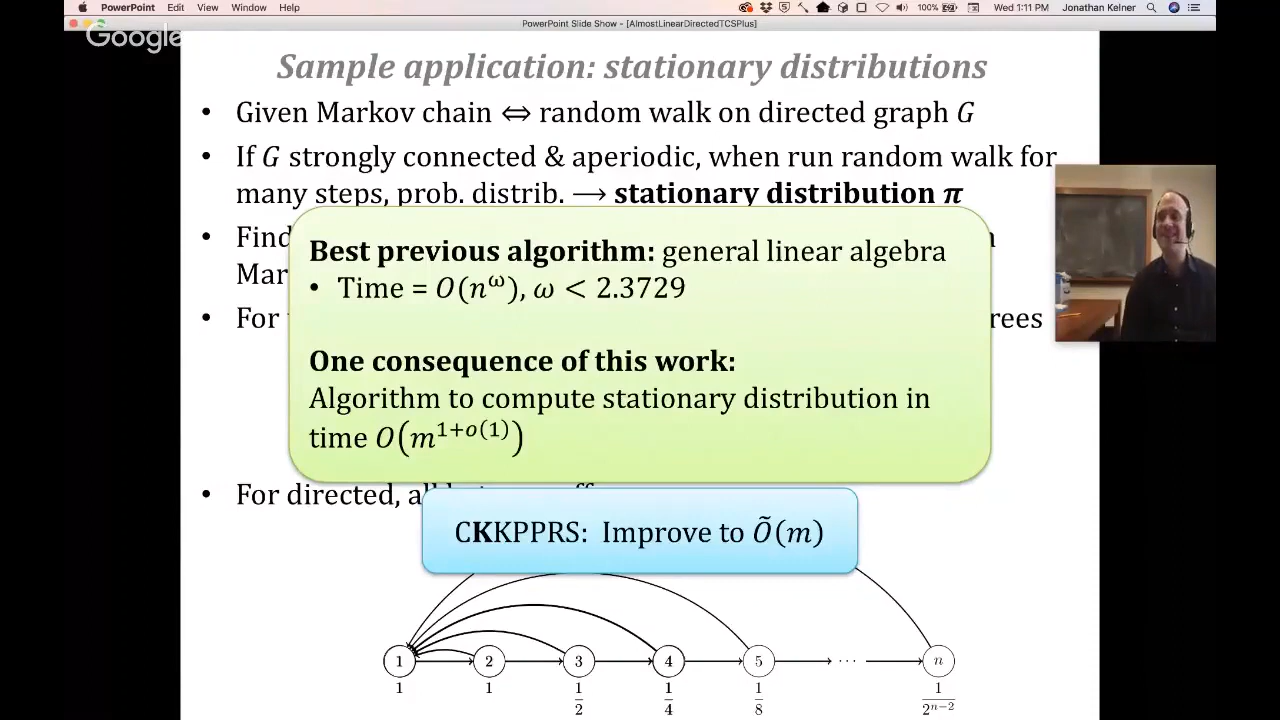 PowerPoint File Edit View Window Help 100% Wed 1:11 PM Jonathan Kelner
PowerPoint Slide Show - [AlmostLinearDirectedTCSPlus]
Google
Sample application: stationary distributions
• Given Markov chain ⇔ random walk on directed graph G
• If G strongly connected & aperiodic, when run random walk for
many steps, prob. distrib. ⟶ stationary distribution π
• Find
Mar
• For rees
Best previous algorithm: general linear algebra
• Time = O(n^ω), ω < 2.3729
One consequence of this work:
Algorithm to compute stationary distribution in
time O(m^{1+o(1)})
• For directed, a
CKKPPRS: Improve to Õ(m)
1 2 3 4 5 ⋯ n
1 1 1/2 1/4 1/8 1/2^{n−2}